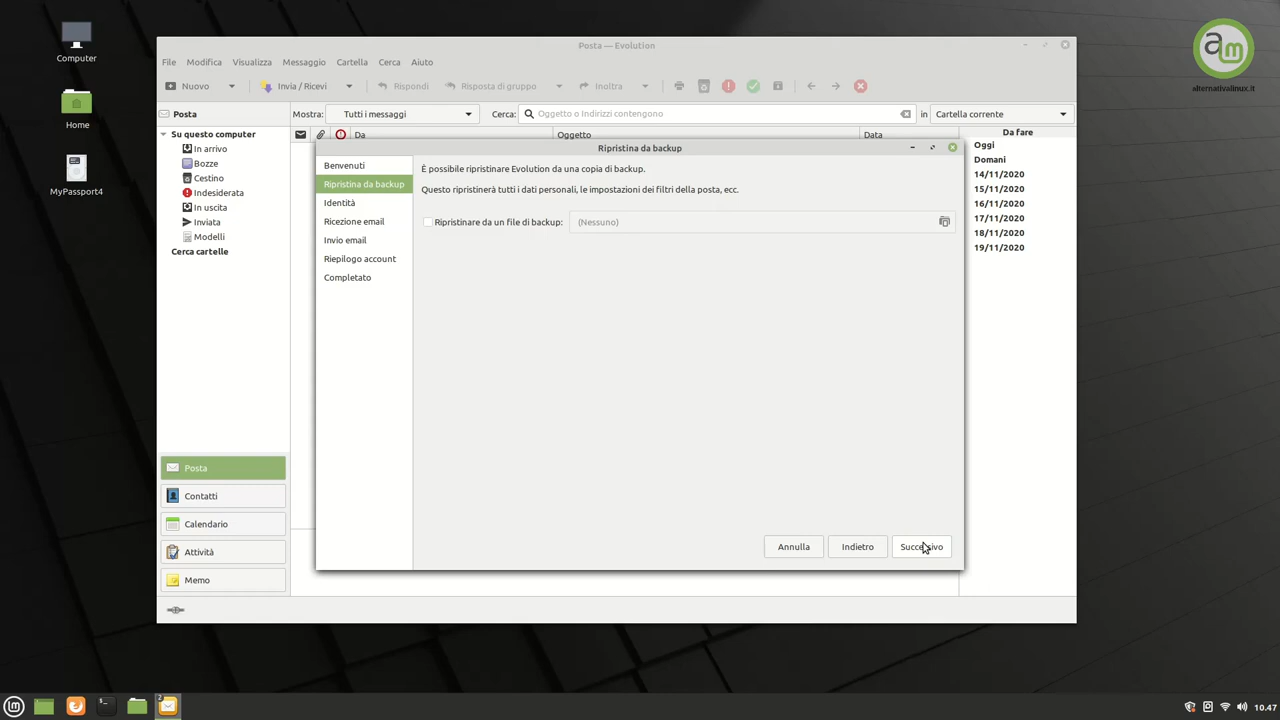 Computer
Home
MyPassport4
am
alternativalinux.it
Posta — Evolution
File Modifica Visualizza Messaggio Cartella Cerca Aiuto
Nuovo Invia / Ricevi Rispondi Risposta di gruppo Inoltra
Posta Mostra: Tutti i messaggi Cerca: Oggetto o Indirizzi contengono in Cartella corrente
Su questo computer
In arrivo
Bozze
Cestino
Indesiderata
In uscita
Inviata
Modelli
Cerca cartelle
Posta
Contatti
Calendario
Attività
Memo
Da Oggetto Data
Ripristina da backup
Benvenuti
Ripristina da backup
Identità
Ricezione email
Invio email
Riepilogo account
Completato
È possibile ripristinare Evolution da una copia di backup.
Questo ripristinerà tutti i dati personali, le impostazioni dei filtri della posta, ecc.
Ripristinare da un file di backup: (Nessuno)
Annulla Indietro Successivo
Da fare
Oggi
Domani
14/11/2020
15/11/2020
16/11/2020
17/11/2020
18/11/2020
19/11/2020
2
10.47